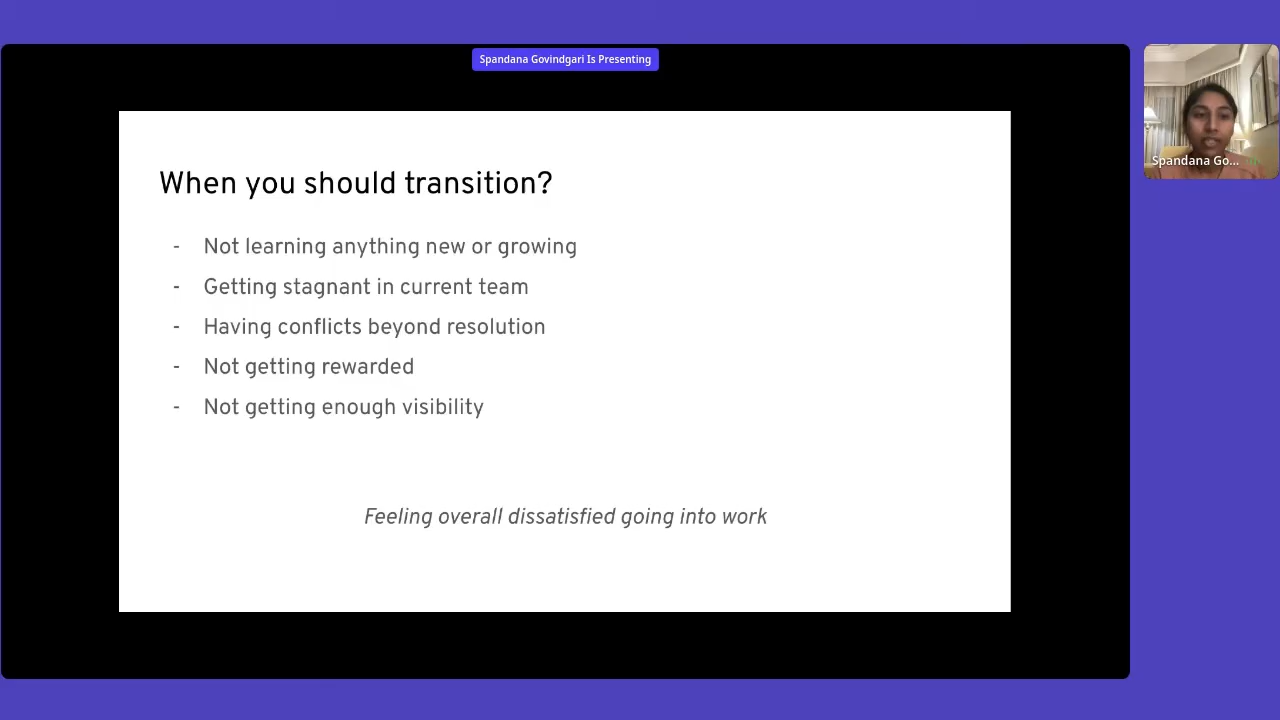 Spandana Govindgari Is Presenting
When you should transition?
- Not learning anything new or growing
- Getting stagnant in current team
- Having conflicts beyond resolution
- Not getting rewarded
- Not getting enough visibility
Feeling overall dissatisfied going into work
Spandana Go...